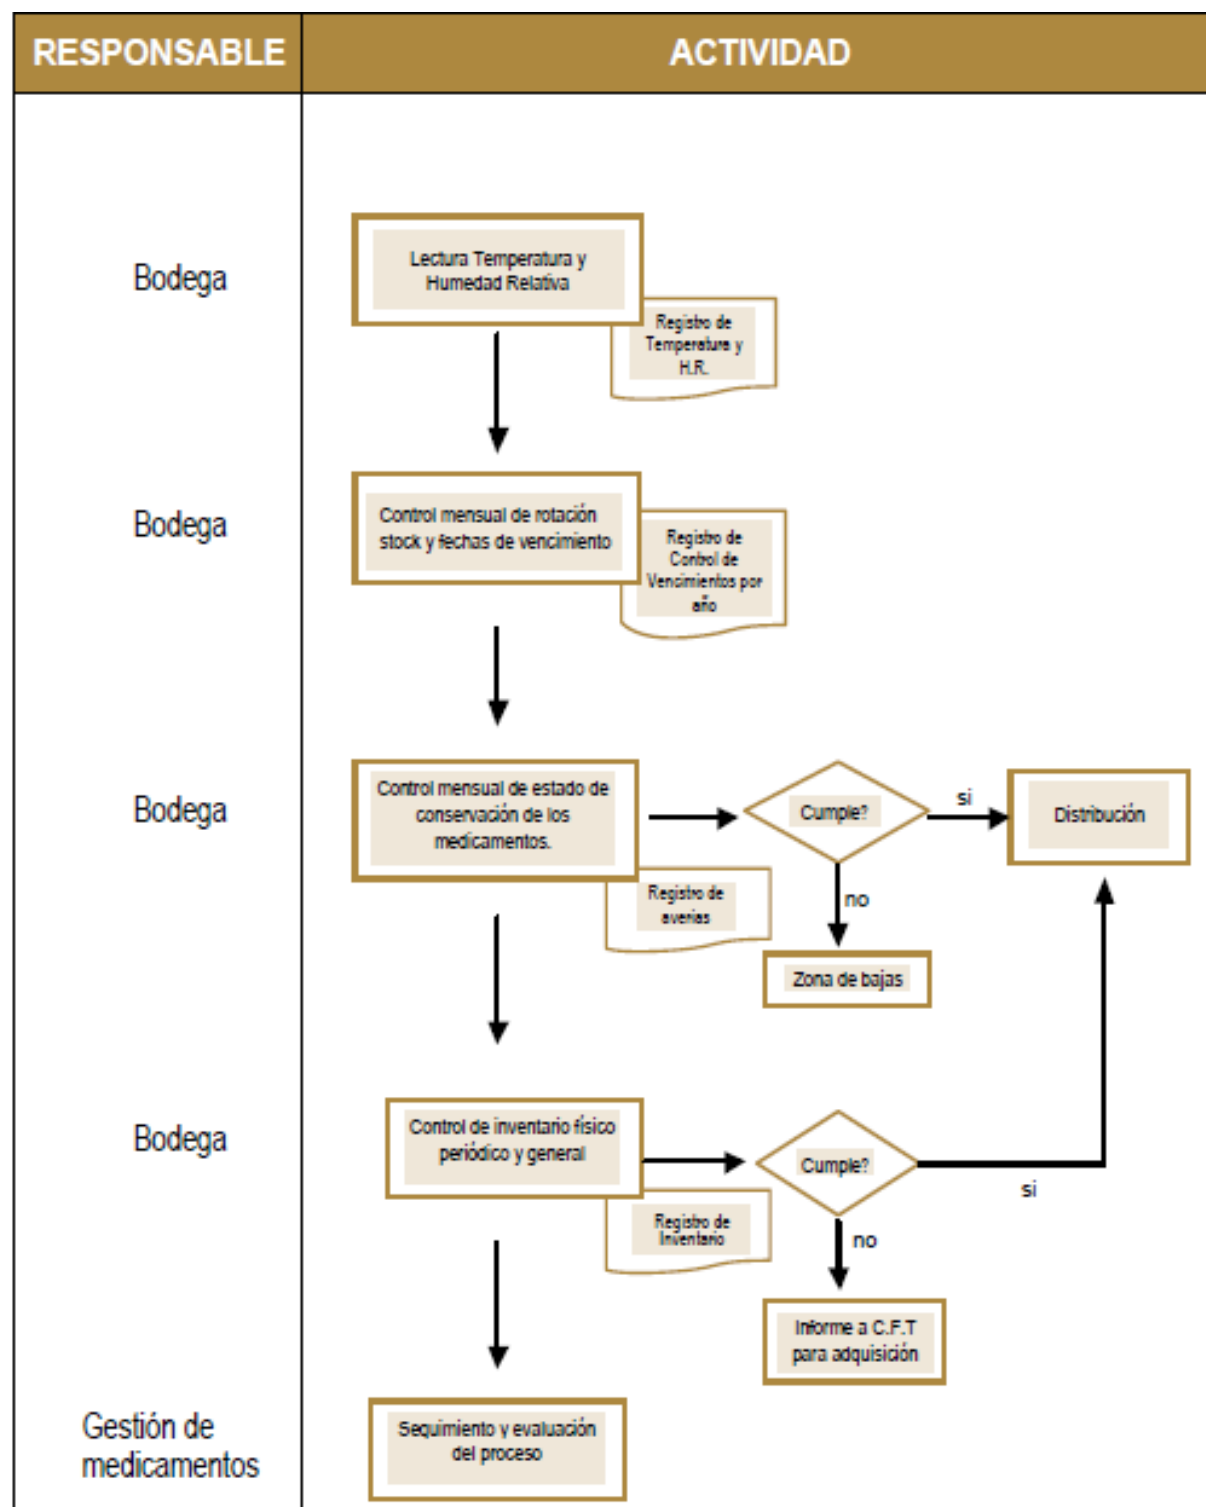 RESPONSABLE
ACTIVIDAD
Bodega
Lectura Temperatura y
Humedad Relativa
Registro de
Temperatura y
H.R.
Bodega
Control mensual de rotación
stock y fechas de vencimiento
Registro de
Control de
Vencimientos por
año
Bodega
Control mensual de estado de
conservación de los
medicamentos.
Cumple?
si
Distribución
Registro de
averias
no
Zona de bajas
Bodega
Control de inventario físico
periódico y general
Cumple?
si
Registro de
Inventario
no
Informe a C.F.T
para adquisición
Gestión de
medicamentos
Sequimiento y evaluación
del proceso